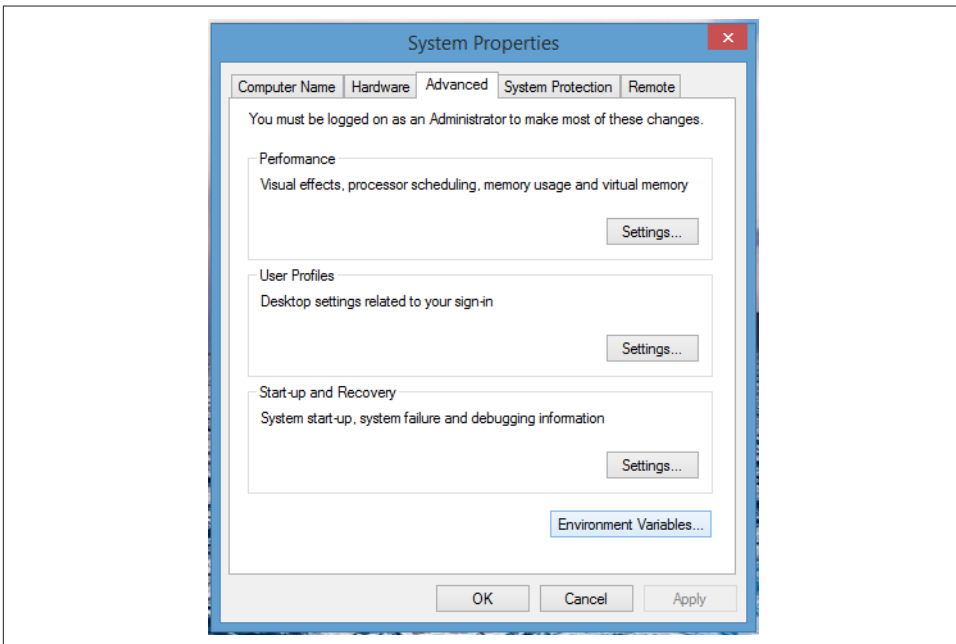 System Properties
Computer Name Hardware Advanced System Protection Remote
You must be logged on as an Administrator to make most of these changes.
Performance
Visual effects, processor scheduling, memory usage and virtual memory
Settings...
User Profiles
Desktop settings related to your sign-in
Settings...
Start-up and Recovery
System start-up, system failure and debugging information
Settings...
Environment Variables...
OK Cancel Apply